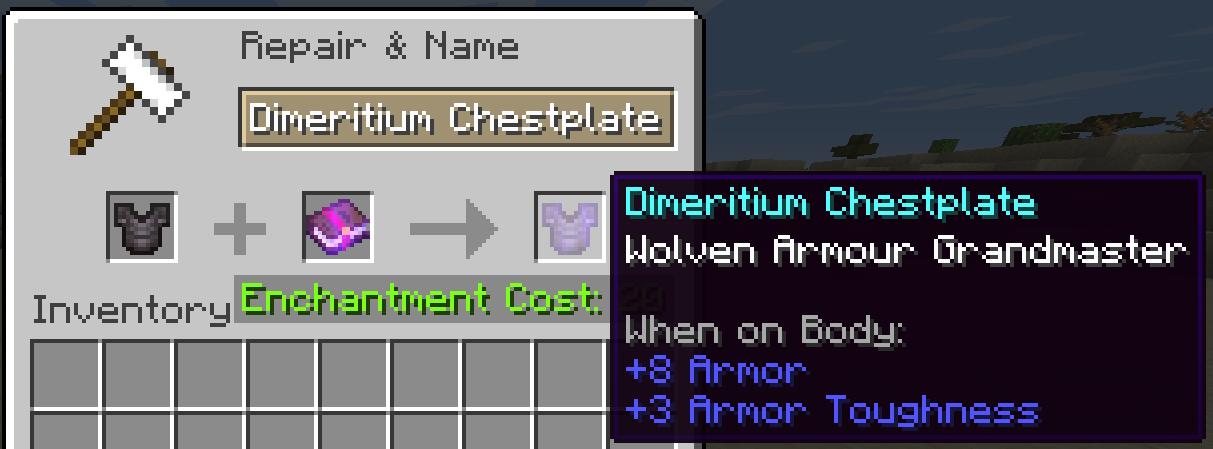 Repair & Name
Dimeritium Chestplate
Dimeritium Chestplate
Wolven Armour Grandmaster
Enchantment Cost:
Inventory
When on Body:
+8 Armor
+3 Armor Toughness